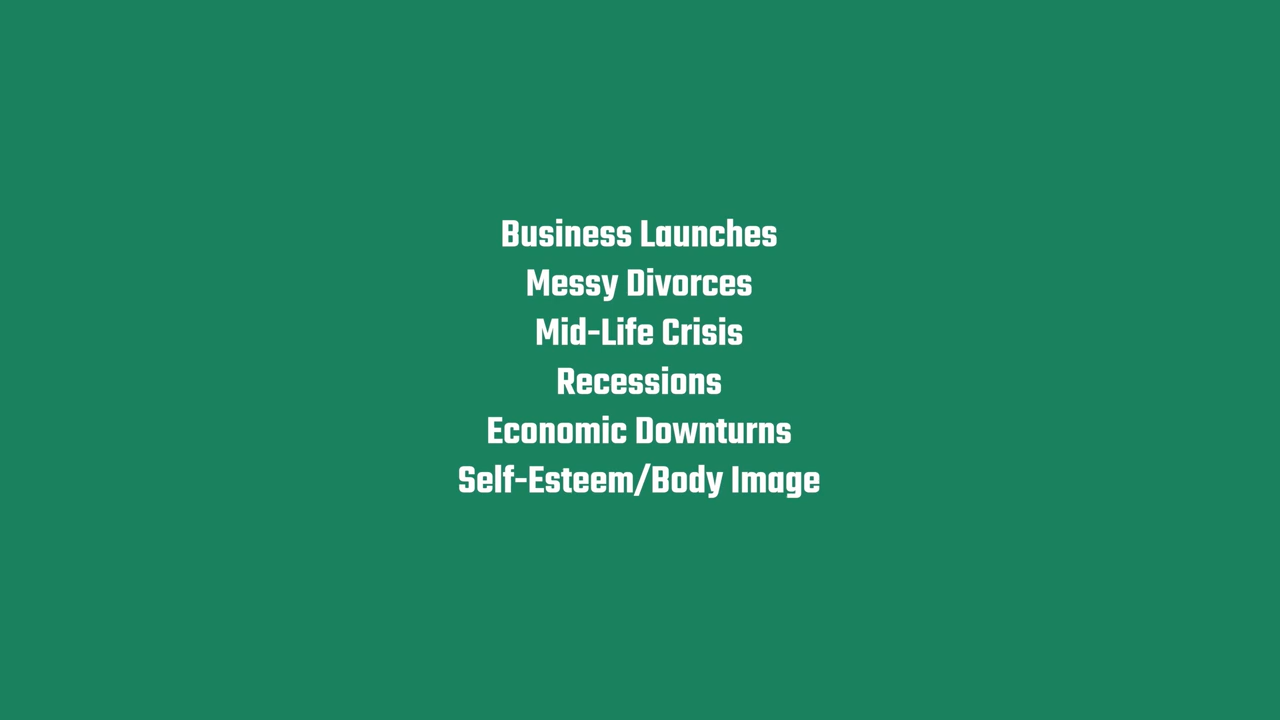 Business Launches
Messy Divorces
Mid-Life Crisis
Recessions
Economic Downturns
Self-Esteem/Body Image